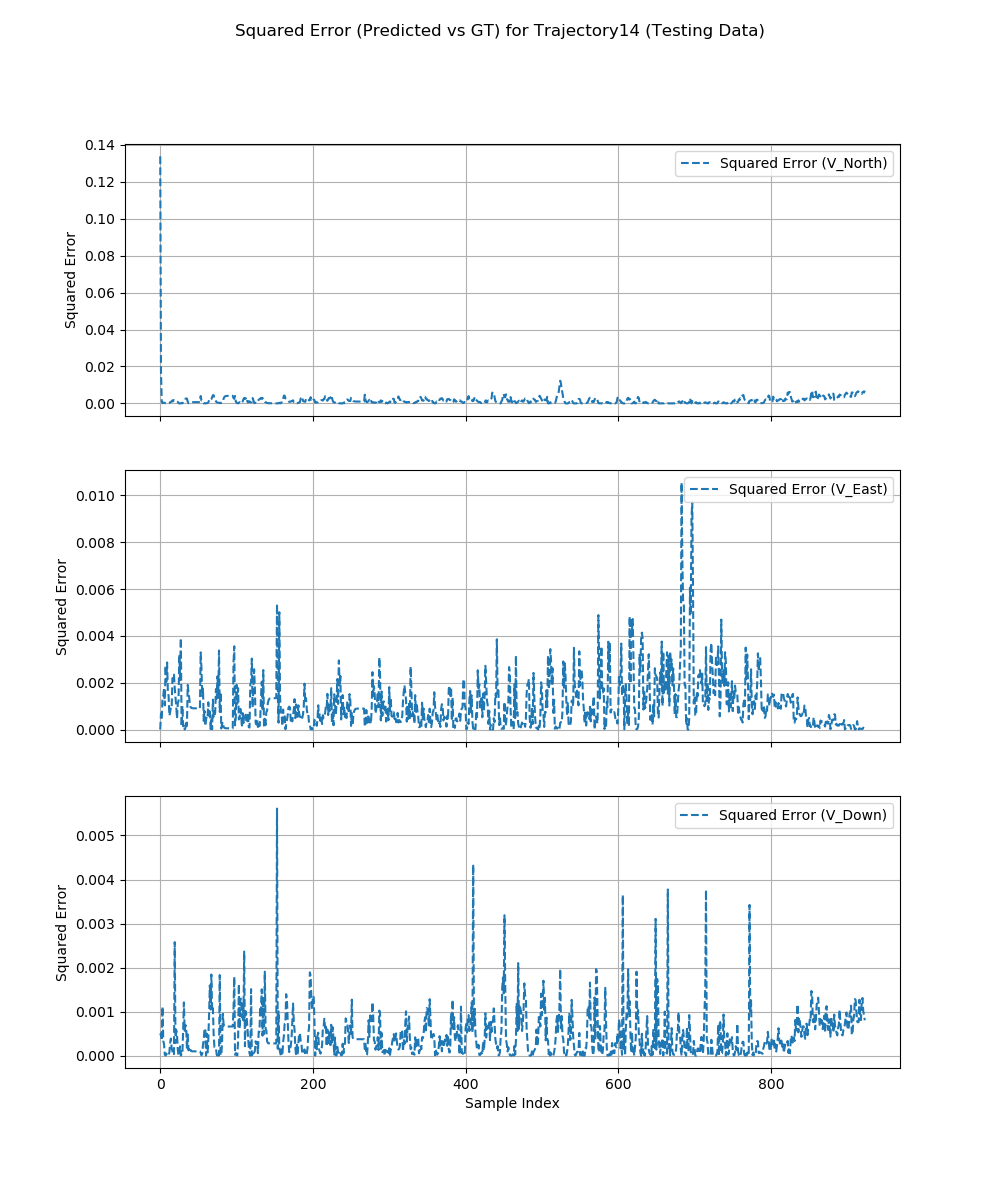 Squared Error (Predicted vs GT) for Trajectory14 (Testing Data)
0.14
0.12
0.10
0.08
0.06
0.04
0.02
0.00
Squared Error
Squared Error (V_North)
0.010
0.008
0.006
0.004
0.002
0.000
Squared Error
Squared Error (V_East)
0.005
0.004
0.003
0.002
0.001
0.000
Squared Error
Squared Error (V_Down)
0 200 400 600 800
Sample Index